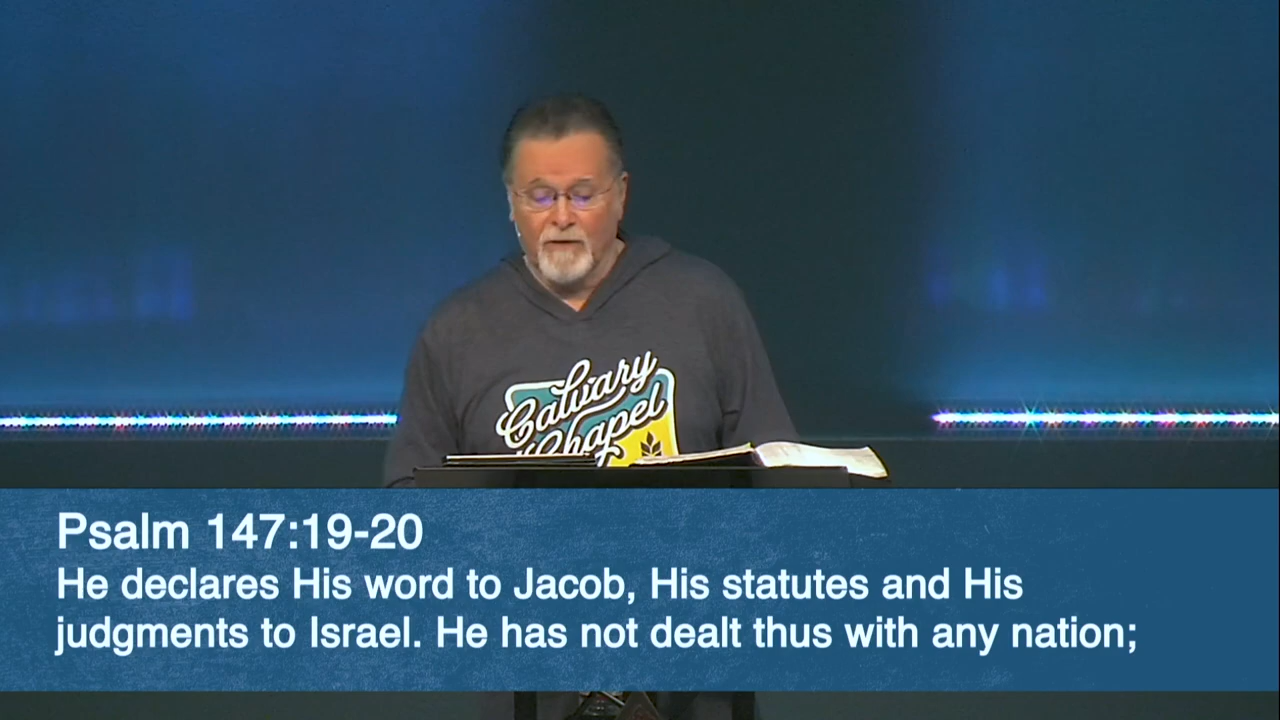 Calvary
Chapel
Psalm 147:19-20
He declares His word to Jacob, His statutes and His
judgments to Israel. He has not dealt thus with any nation;